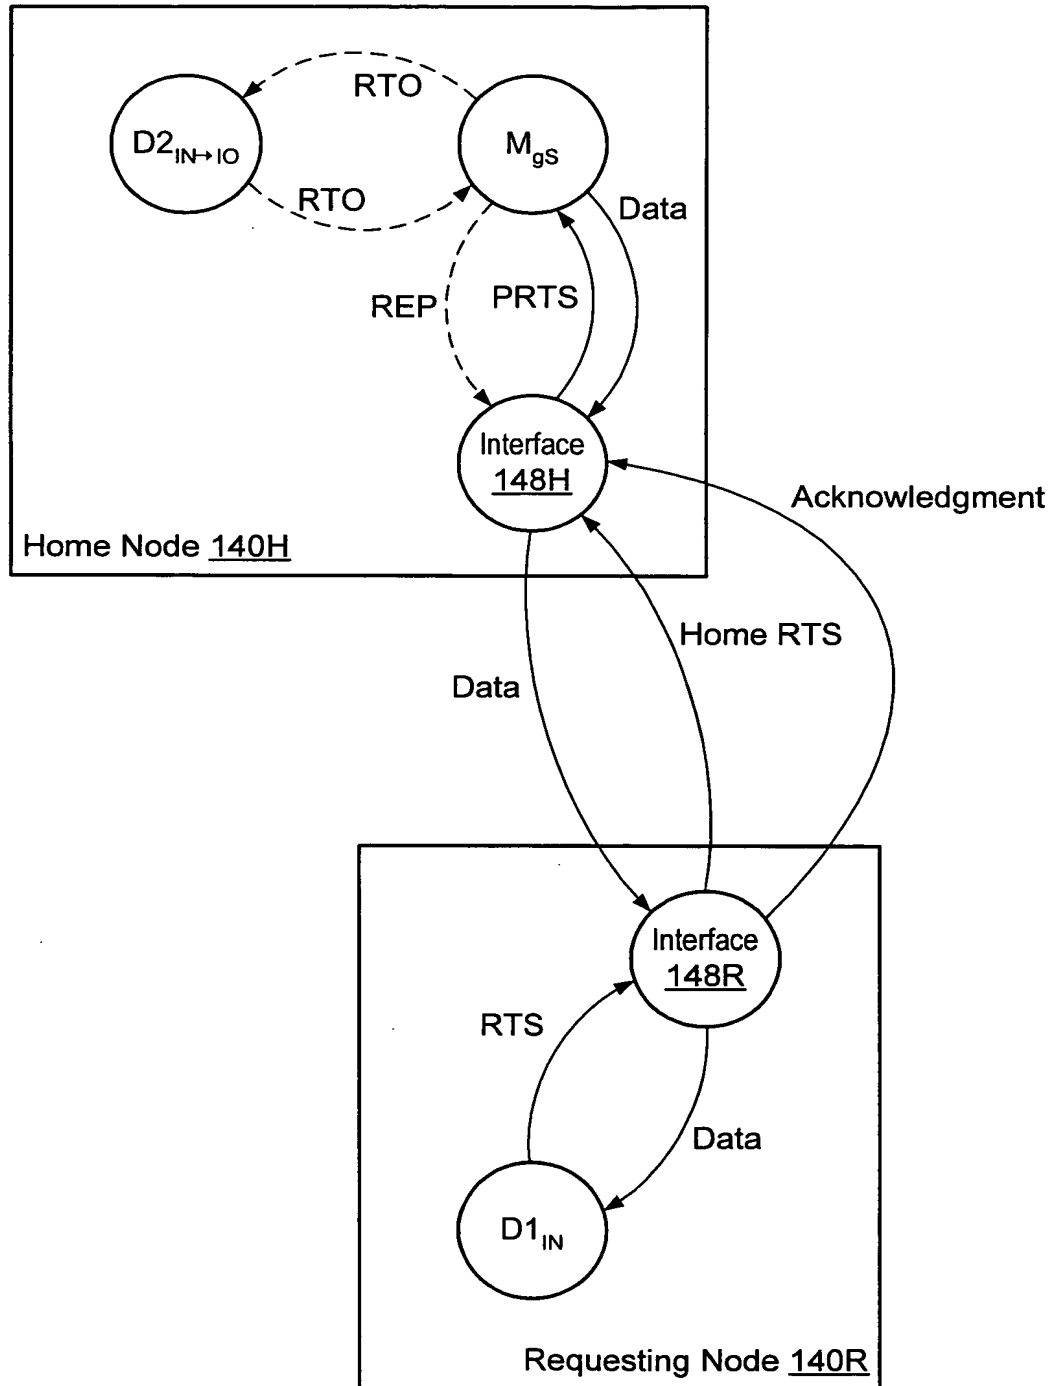 RTO
D2IN→IO
MgS
RTO
Data
REP
PRTS
Interface
148H
Acknowledgment
Home Node 140H
Home RTS
Data
Interface
148R
RTS
Data
D1IN
Requesting Node 140R